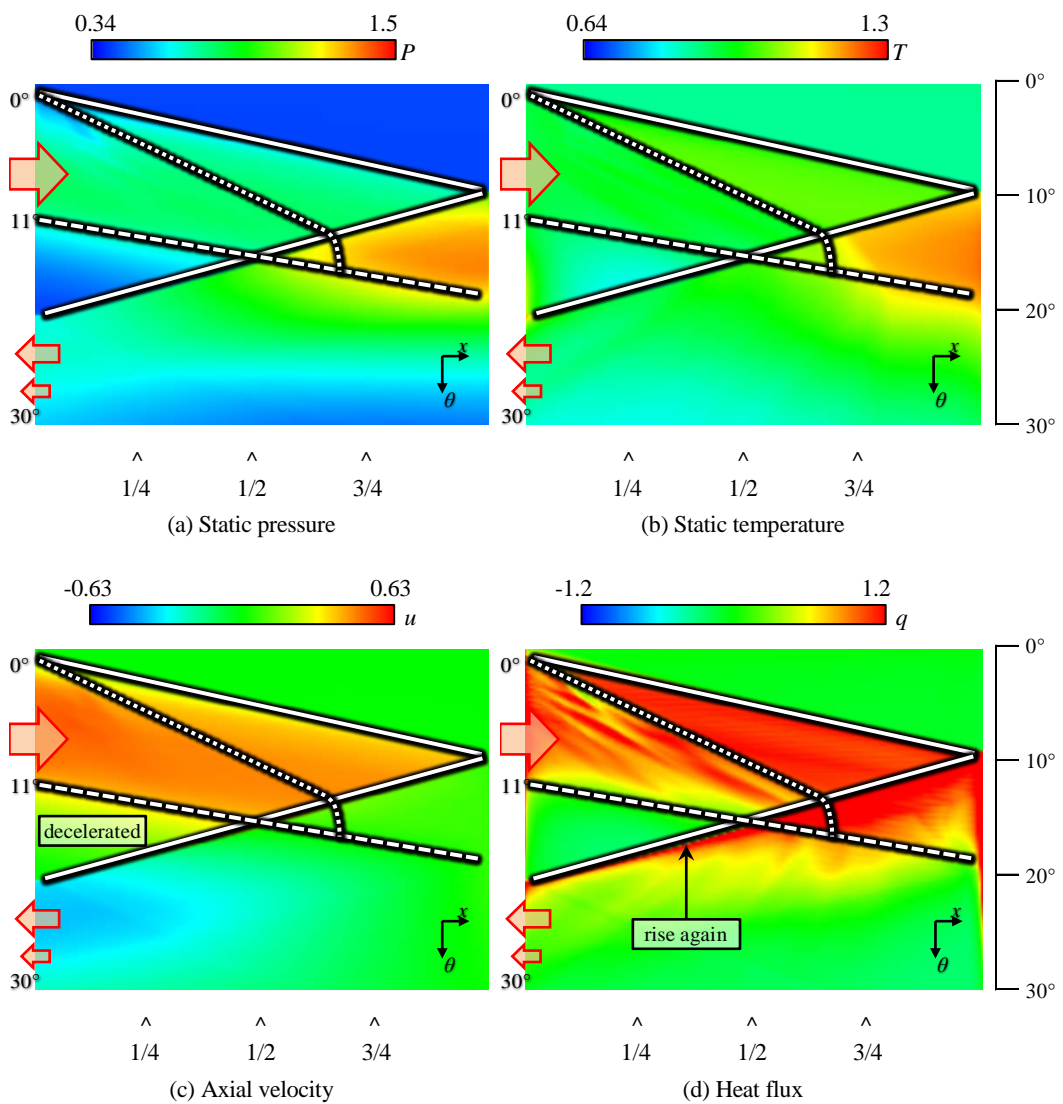 0.34 1.5 P
0.64 1.3 T
0°
11°
30°
x
θ
^ ^ ^
1/4 1/2 3/4
(a) Static pressure
0°
11°
30°
x
θ
0°
10°
20°
30°
^ ^ ^
1/4 1/2 3/4
(b) Static temperature
-0.63 0.63 u
-1.2 1.2 q
0°
11°
decelerated
30°
x
θ
^ ^ ^
1/4 1/2 3/4
(c) Axial velocity
0°
11°
rise again
30°
x
θ
0°
10°
20°
30°
^ ^ ^
1/4 1/2 3/4
(d) Heat flux